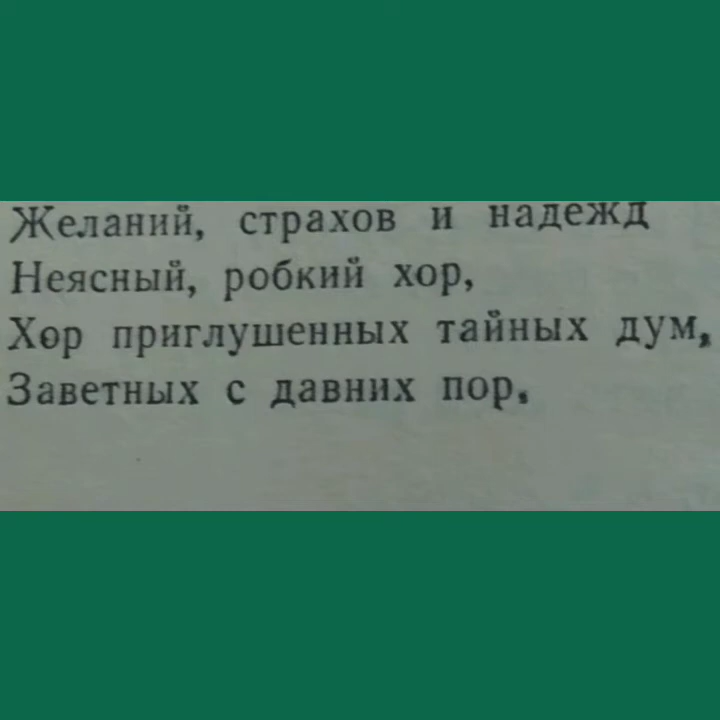 Желаний, страхов и надежд
Неясный, робкий хор,
Хор приглушенных тайных дум,
Заветных с давних пор,